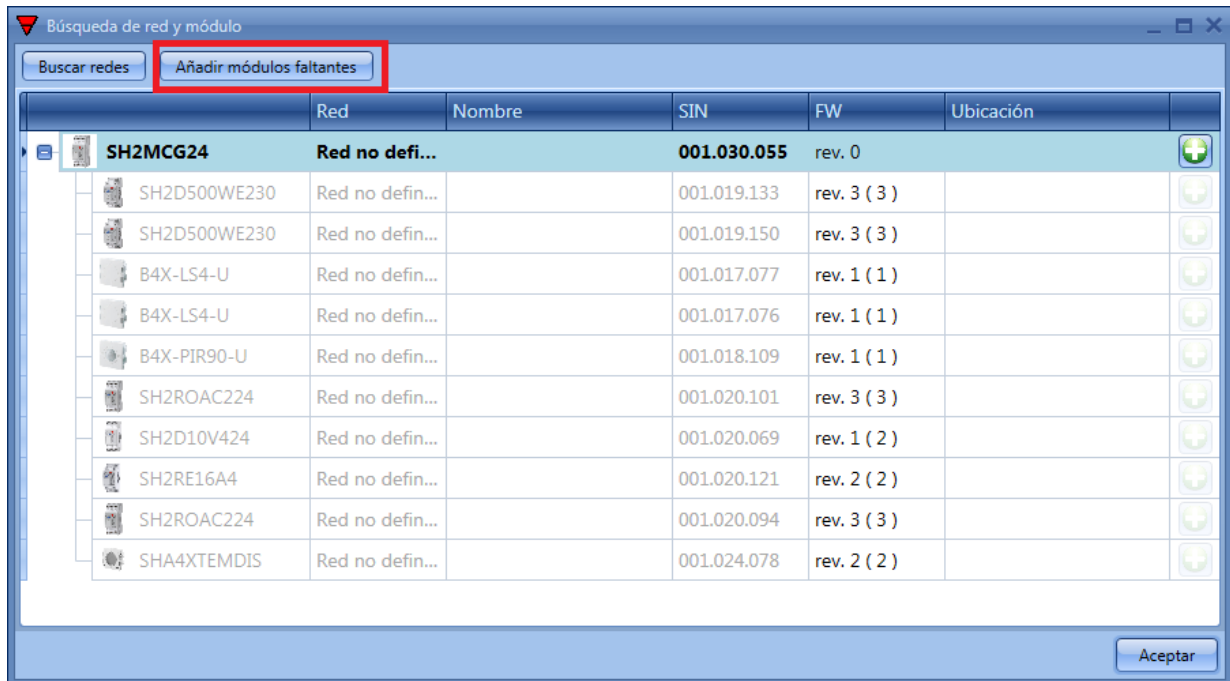 Búsqueda de red y módulo
Buscar redes Añadir módulos faltantes
Red Nombre SIN FW Ubicación
SH2MCG24 Red no defi... 001.030.055 rev. 0
SH2D500WE230 Red no defin... 001.019.133 rev. 3 ( 3 )
SH2D500WE230 Red no defin... 001.019.150 rev. 3 ( 3 )
B4X-LS4-U Red no defin... 001.017.077 rev. 1 ( 1 )
B4X-LS4-U Red no defin... 001.017.076 rev. 1 ( 1 )
B4X-PIR90-U Red no defin... 001.018.109 rev. 1 ( 1 )
SH2ROAC224 Red no defin... 001.020.101 rev. 3 ( 3 )
SH2D10V424 Red no defin... 001.020.069 rev. 1 ( 2 )
SH2RE16A4 Red no defin... 001.020.121 rev. 2 ( 2 )
SH2ROAC224 Red no defin... 001.020.094 rev. 3 ( 3 )
SHA4XTEMDIS Red no defin... 001.024.078 rev. 2 ( 2 )
Aceptar